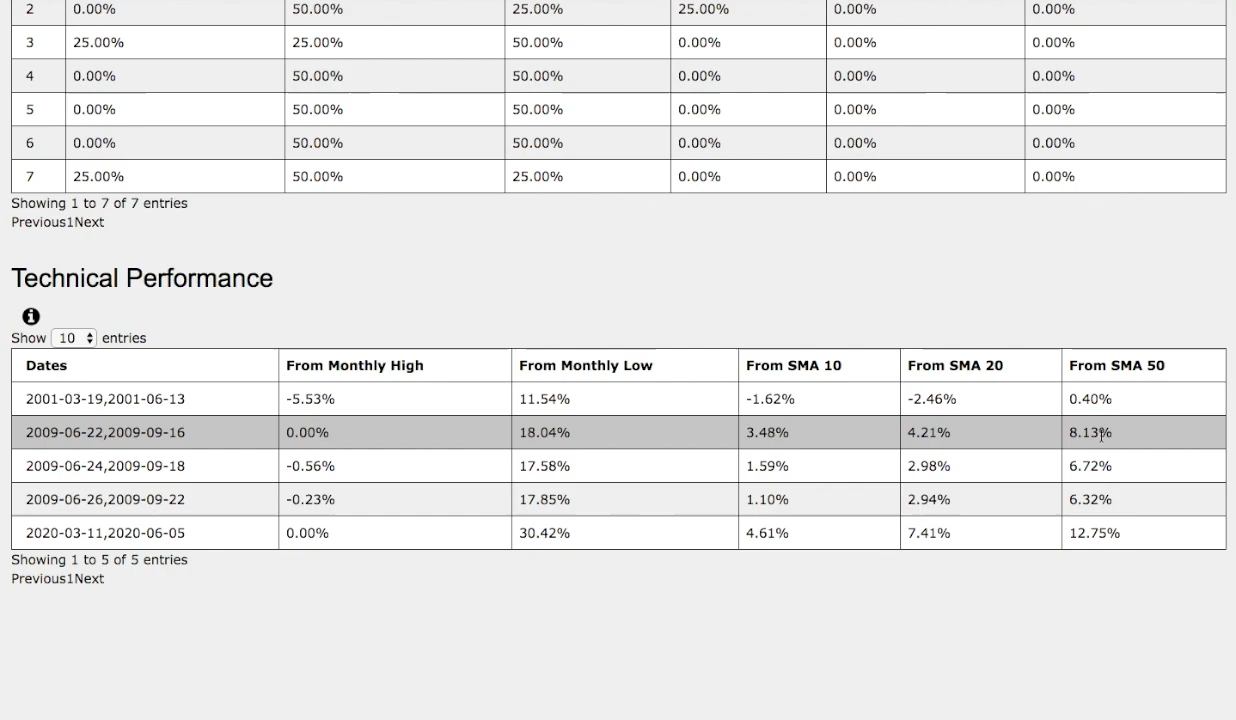 2 0.00% 50.00% 25.00% 25.00% 0.00% 0.00%
3 25.00% 25.00% 50.00% 0.00% 0.00% 0.00%
4 0.00% 50.00% 50.00% 0.00% 0.00% 0.00%
5 0.00% 50.00% 50.00% 0.00% 0.00% 0.00%
6 0.00% 50.00% 50.00% 0.00% 0.00% 0.00%
7 25.00% 50.00% 25.00% 0.00% 0.00% 0.00%
Showing 1 to 7 of 7 entries
Previous1Next
Technical Performance
Show 10 entries
Dates From Monthly High From Monthly Low From SMA 10 From SMA 20 From SMA 50
2001-03-19,2001-06-13 -5.53% 11.54% -1.62% -2.46% 0.40%
2009-06-22,2009-09-16 0.00% 18.04% 3.48% 4.21% 8.13%
2009-06-24,2009-09-18 -0.56% 17.58% 1.59% 2.98% 6.72%
2009-06-26,2009-09-22 -0.23% 17.85% 1.10% 2.94% 6.32%
2020-03-11,2020-06-05 0.00% 30.42% 4.61% 7.41% 12.75%
Showing 1 to 5 of 5 entries
Previous1Next